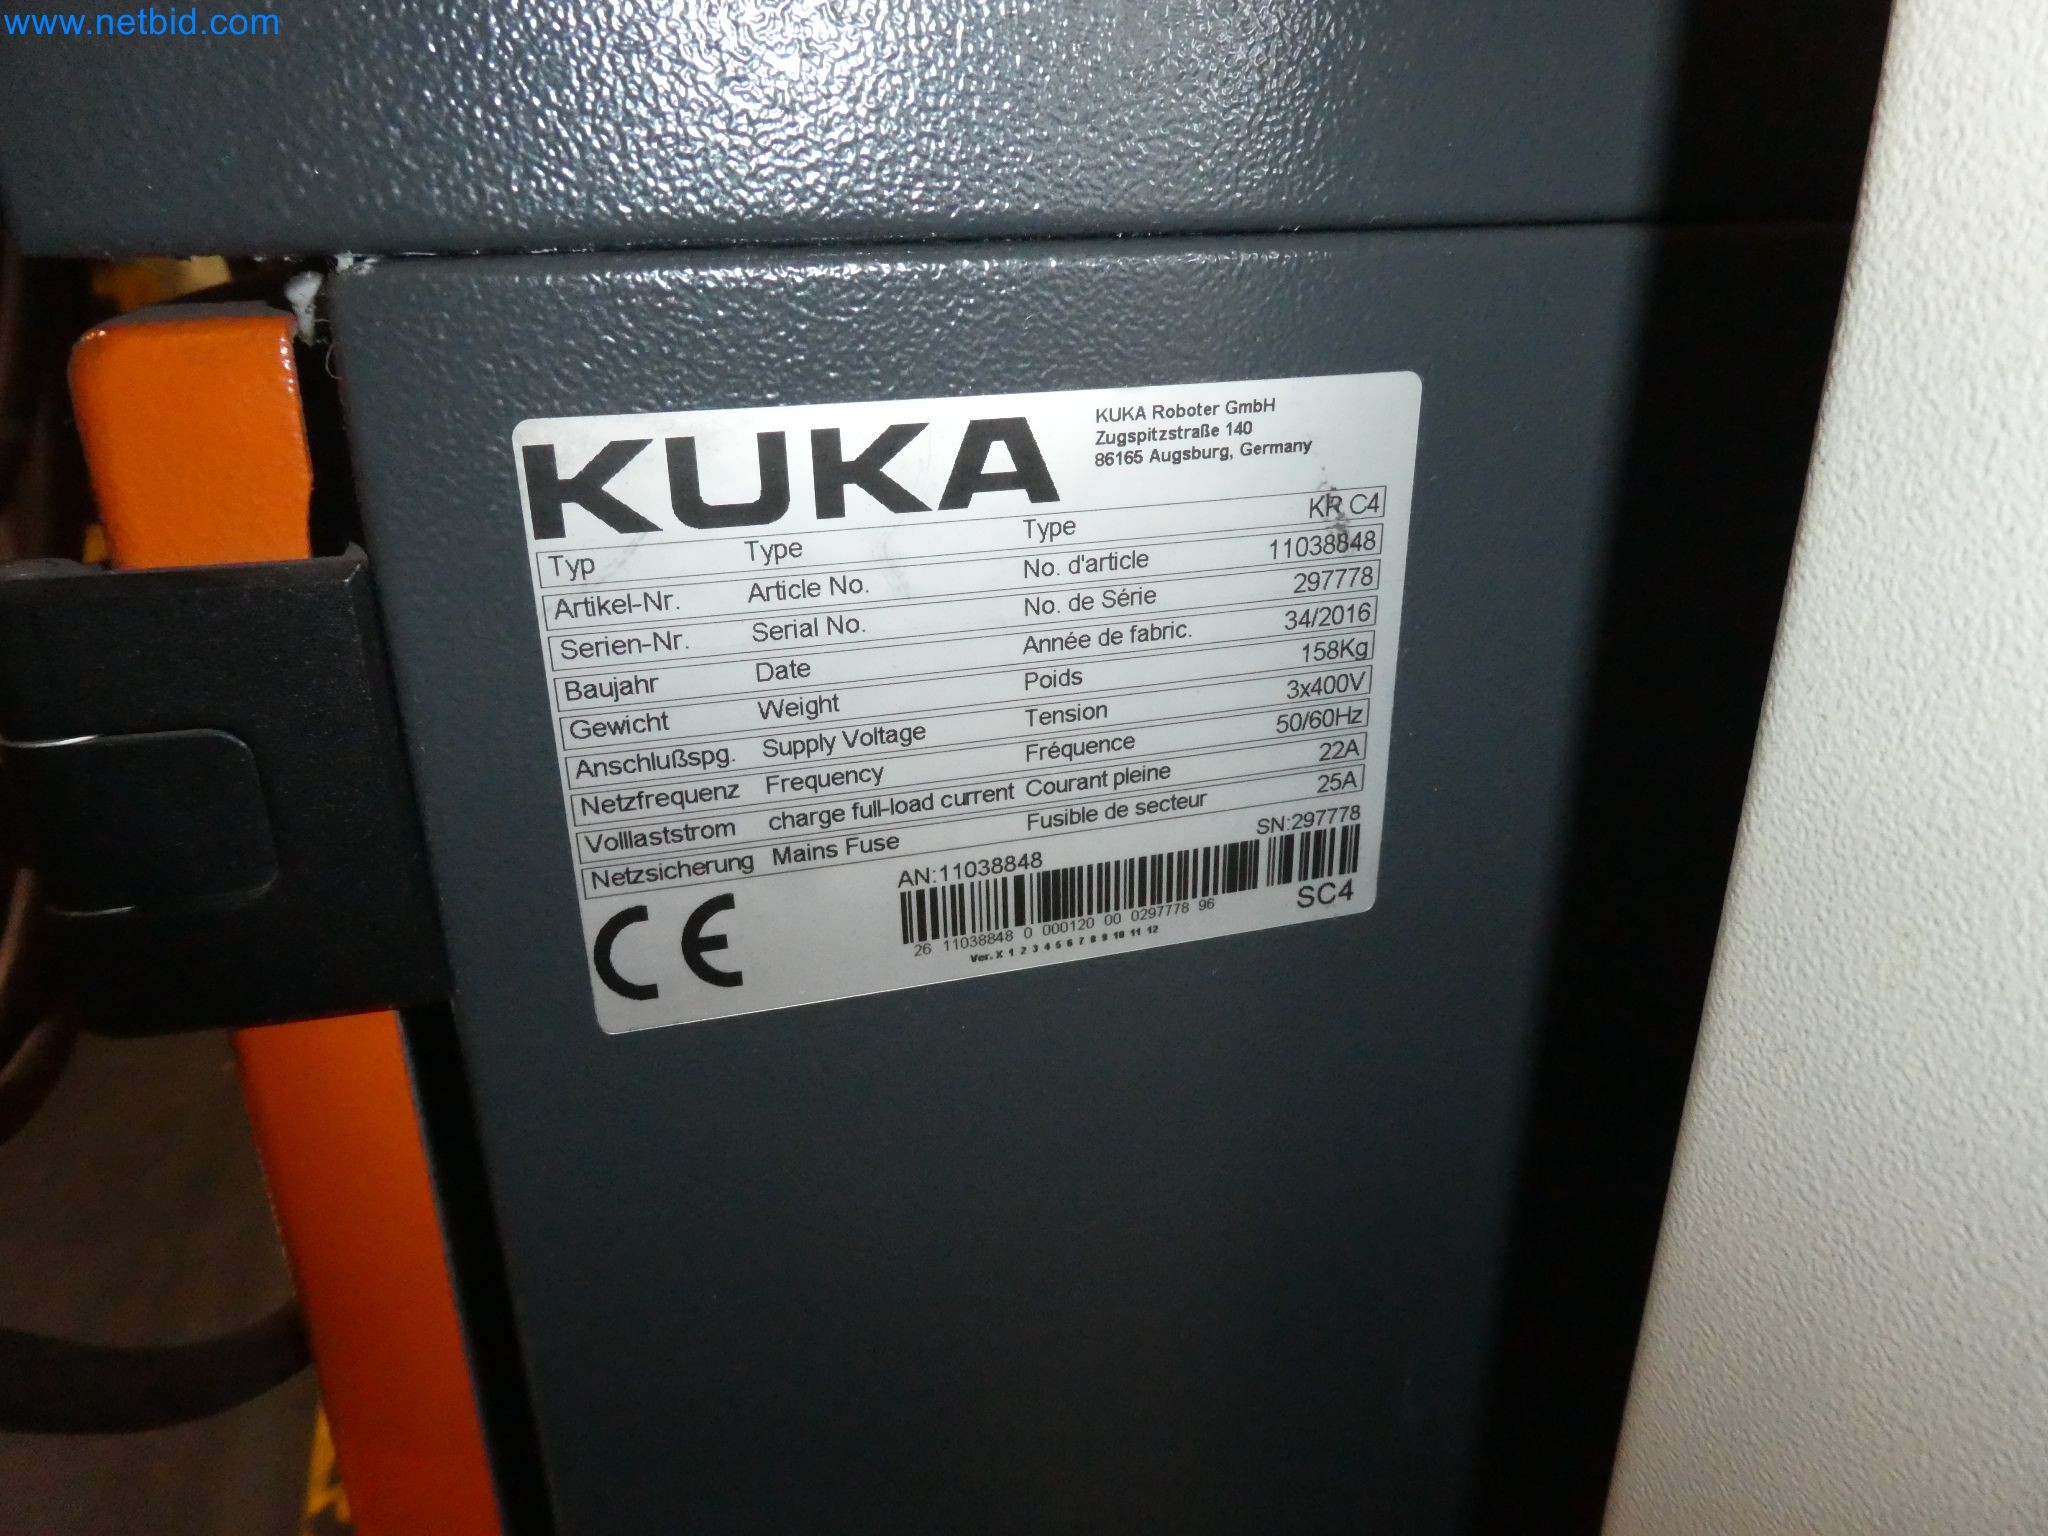 www.netbid.com
KUKA
KUKA Roboter GmbH
Zugspitzstraße 140
86165 Augsburg, Germany
Typ Type Type KR C4
Artikel-Nr. Article No. No. d'article 11038848
Serien-Nr. Serial No. No. de Série 297778
Baujahr Date Année de fabric. 34/2016
Gewicht Weight Poids 158Kg
Anschlußspg. Supply Voltage Tension 3x400V
Netzfrequenz Frequency Fréquence 50/60Hz
Volllaststrom charge full-load current Courant pleine 22A
Netzsicherung Mains Fuse Fusible de secteur 25A
CE
AN:11038848 SN:297778
26 11038848 0 000120 00 0297778 96
SC4
Ver. X 1 2 3 4 5 6 7 8 9 10 11 12